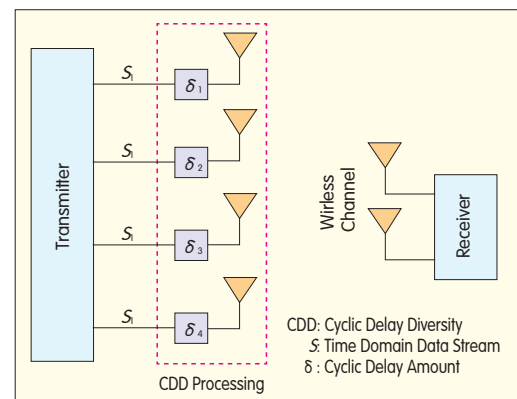 Transmitter
S₁
δ₁
S₁
δ₂
S₁
δ₃
S₁
δ₄
CDD Processing
Wirless
Channel
Receiver
CDD: Cyclic Delay Diversity
S: Time Domain Data Stream
δ : Cyclic Delay Amount